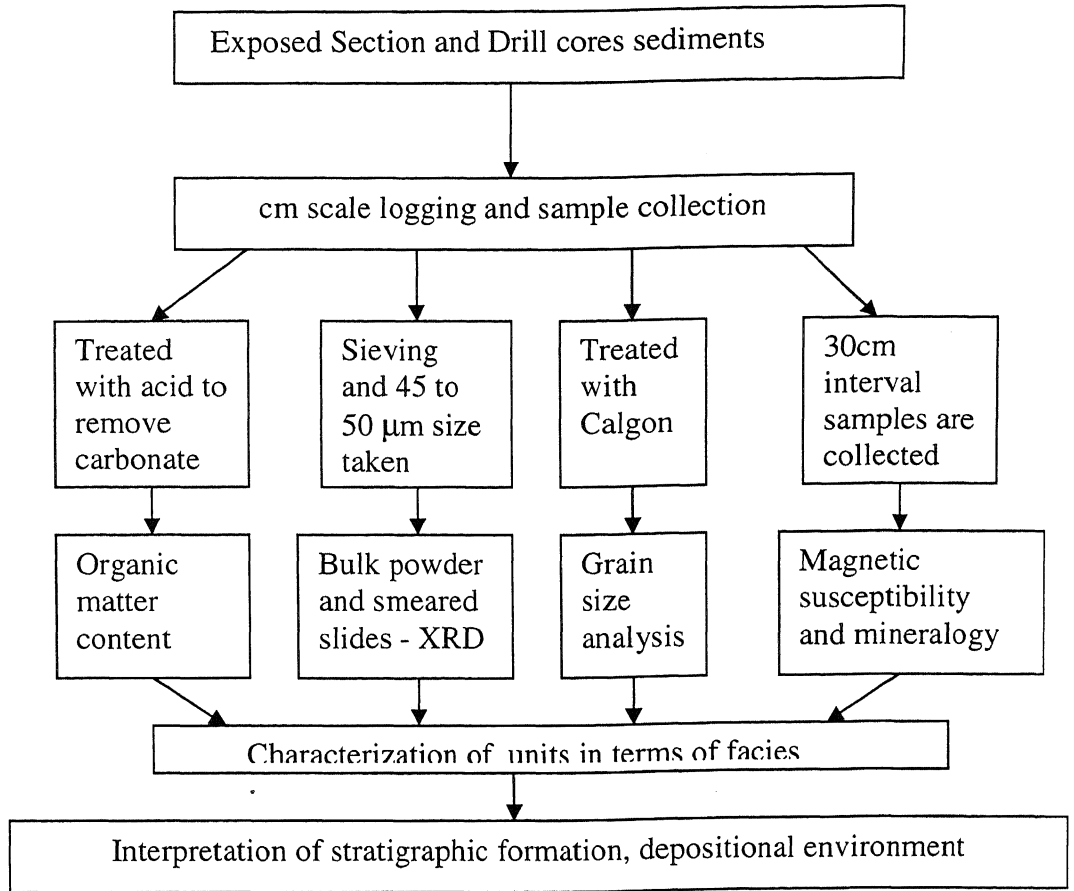 Exposed Section and Drill cores sediments
cm scale logging and sample collection
Treated
with acid to
remove
carbonate
Sieving
and 45 to
50 µm size
taken
Treated
with
Calgon
30cm
interval
samples are
collected
Organic
matter
content
Bulk powder
and smeared
slides - XRD
Grain
size
analysis
Magnetic
susceptibility
and mineralogy
Characterization of units in terms of facies
Interpretation of stratigraphic formation, depositional environment